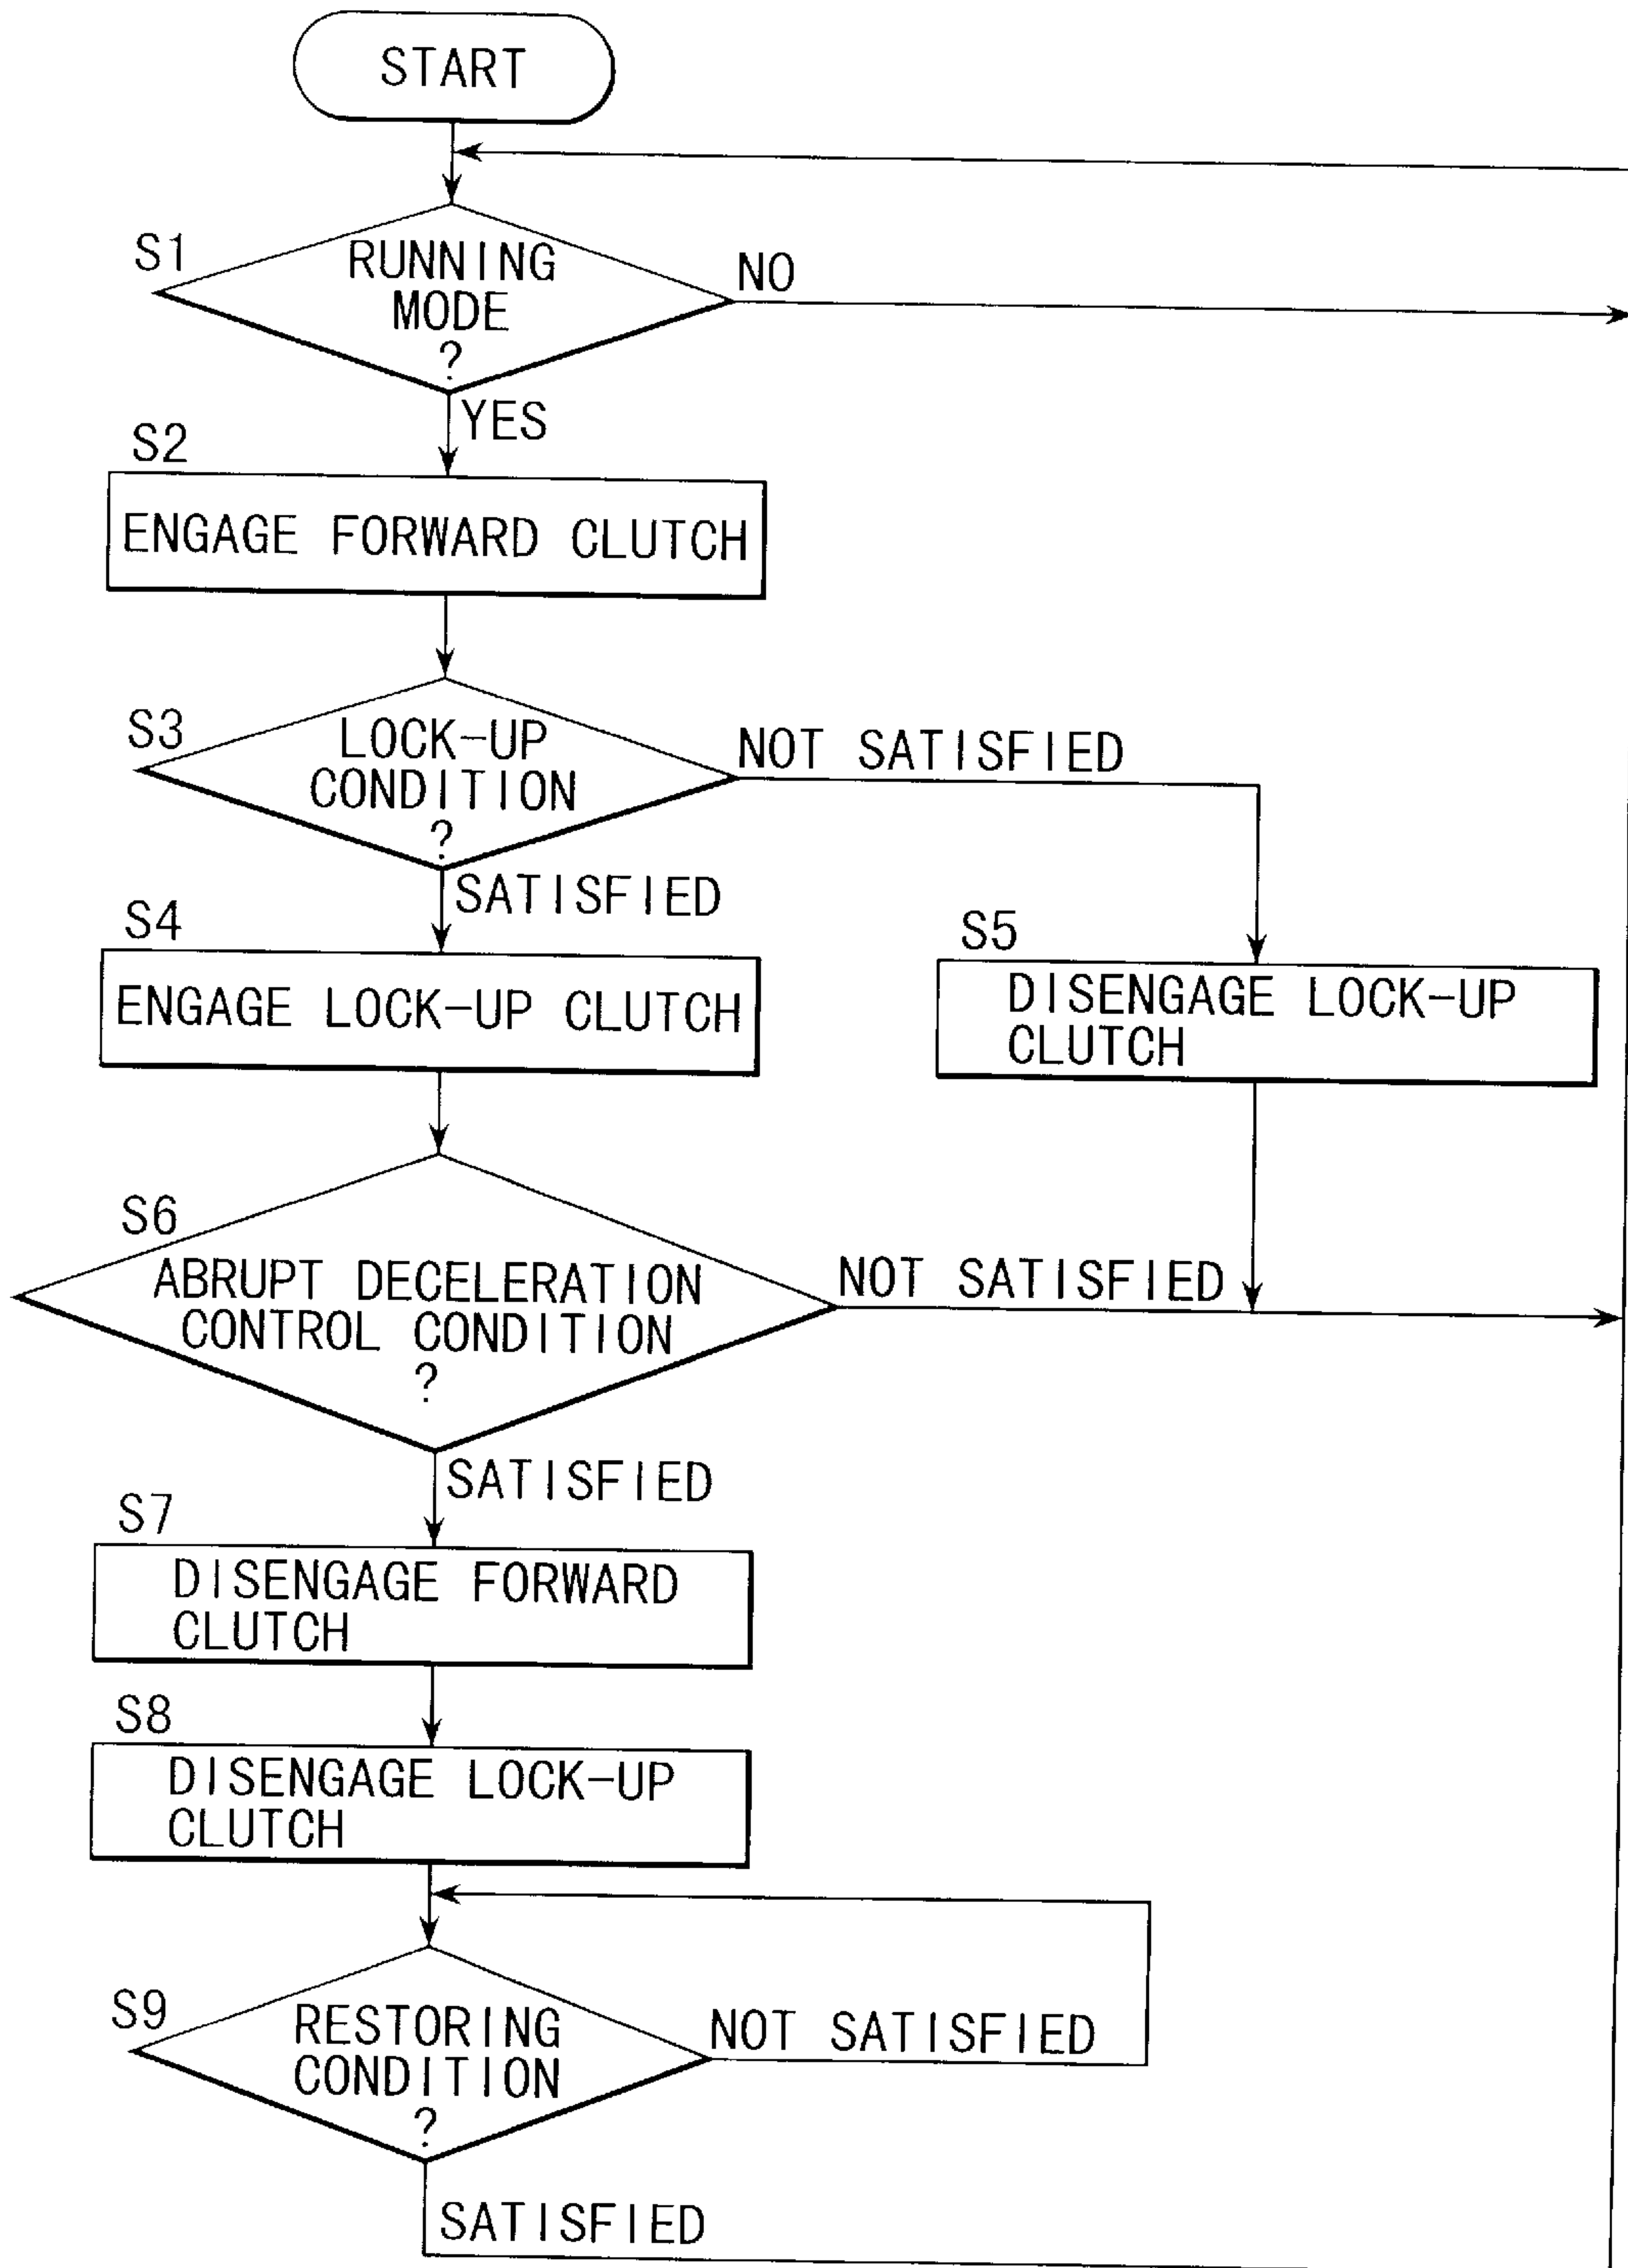 START
S1
RUNNING
MODE
?
NO
YES
S2
ENGAGE FORWARD CLUTCH
S3
LOCK-UP
CONDITION
?
NOT SATISFIED
SATISFIED
S4
ENGAGE LOCK-UP CLUTCH
S5
DISENGAGE LOCK-UP
CLUTCH
S6
ABRUPT DECELERATION
CONTROL CONDITION
?
NOT SATISFIED
SATISFIED
S7
DISENGAGE FORWARD
CLUTCH
S8
DISENGAGE LOCK-UP
CLUTCH
S9
RESTORING
CONDITION
?
NOT SATISFIED
SATISFIED